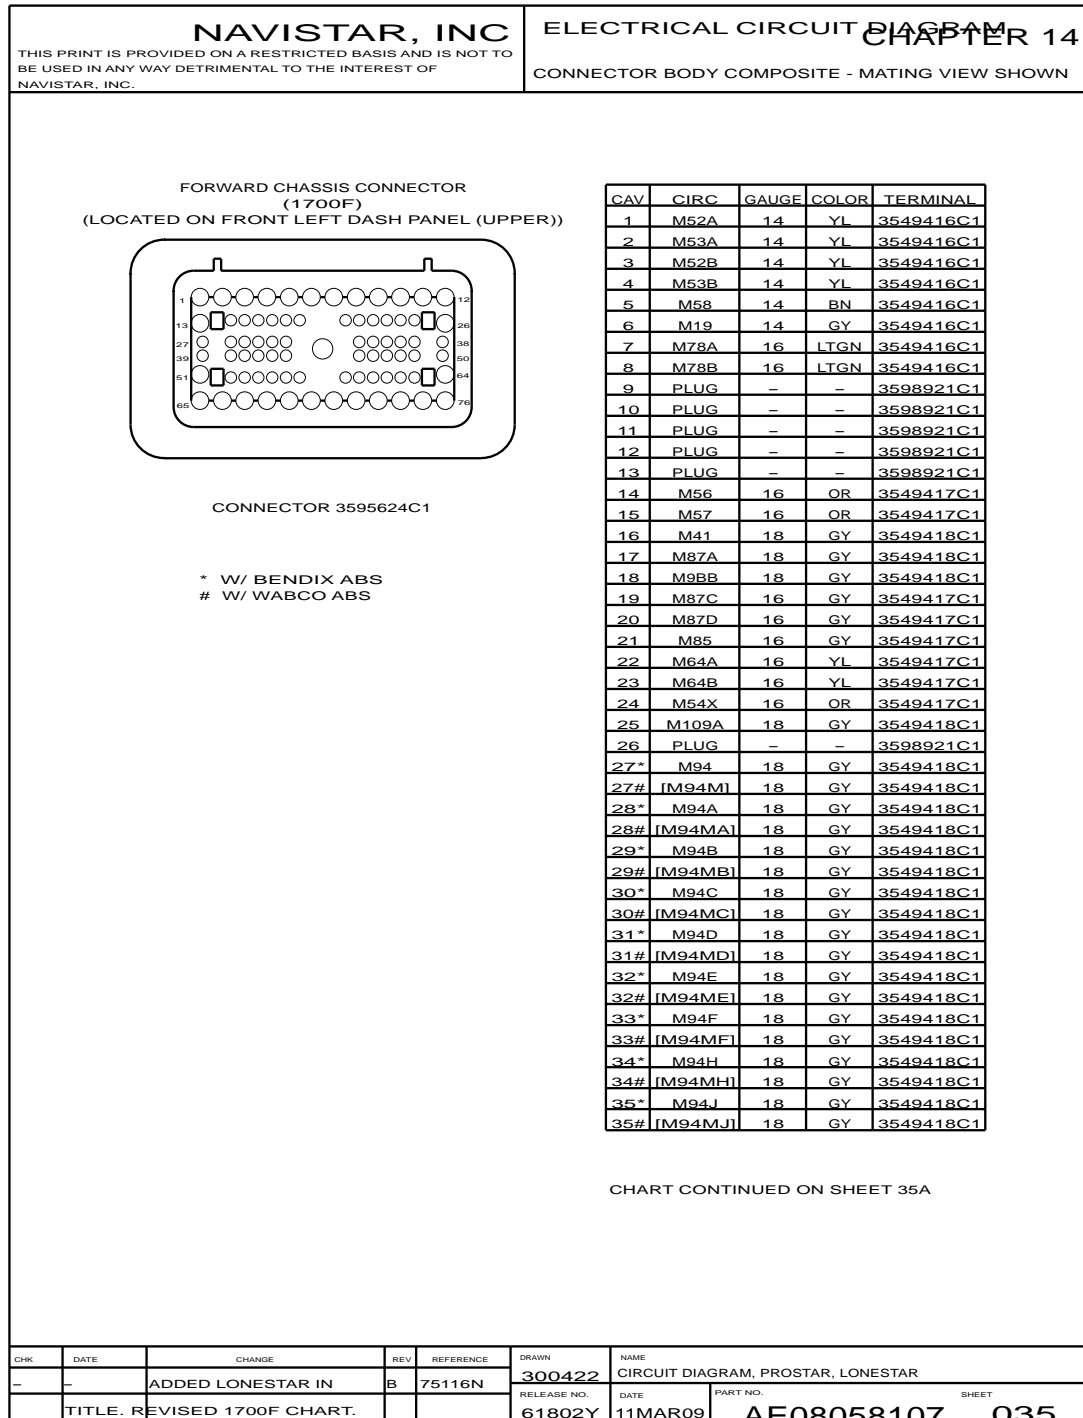 NAVISTAR, INC
THIS PRINT IS PROVIDED ON A RESTRICTED BASIS AND IS NOT TO
BE USED IN ANY WAY DETRIMENTAL TO THE INTEREST OF
NAVISTAR, INC.
ELECTRICAL CIRCUIT DIAGRAM
CHAPTER 14
CONNECTOR BODY COMPOSITE - MATING VIEW SHOWN
FORWARD CHASSIS CONNECTOR
(1700F)
(LOCATED ON FRONT LEFT DASH PANEL (UPPER))
1 12
13 26
27 38
39 50
51 64
65 76
CONNECTOR 3595624C1
* W/ BENDIX ABS
# W/ WABCO ABS
CAV CIRC GAUGE COLOR TERMINAL
1 M52A 14 YL 3549416C1
2 M53A 14 YL 3549416C1
3 M52B 14 YL 3549416C1
4 M53B 14 YL 3549416C1
5 M58 14 BN 3549416C1
6 M19 14 GY 3549416C1
7 M78A 16 LTGN 3549416C1
8 M78B 16 LTGN 3549416C1
9 PLUG – – 3598921C1
10 PLUG – – 3598921C1
11 PLUG – – 3598921C1
12 PLUG – – 3598921C1
13 PLUG – – 3598921C1
14 M56 16 OR 3549417C1
15 M57 16 OR 3549417C1
16 M41 18 GY 3549418C1
17 M87A 18 GY 3549418C1
18 M9BB 18 GY 3549418C1
19 M87C 16 GY 3549417C1
20 M87D 16 GY 3549417C1
21 M85 16 GY 3549417C1
22 M64A 16 YL 3549417C1
23 M64B 16 YL 3549417C1
24 M54X 16 OR 3549417C1
25 M109A 18 GY 3549418C1
26 PLUG – – 3598921C1
27* M94 18 GY 3549418C1
27# [M94M] 18 GY 3549418C1
28* M94A 18 GY 3549418C1
28# [M94MA] 18 GY 3549418C1
29* M94B 18 GY 3549418C1
29# [M94MB] 18 GY 3549418C1
30* M94C 18 GY 3549418C1
30# [M94MC] 18 GY 3549418C1
31* M94D 18 GY 3549418C1
31# [M94MD] 18 GY 3549418C1
32* M94E 18 GY 3549418C1
32# [M94ME] 18 GY 3549418C1
33* M94F 18 GY 3549418C1
33# [M94MF] 18 GY 3549418C1
34* M94H 18 GY 3549418C1
34# [M94MH] 18 GY 3549418C1
35* M94J 18 GY 3549418C1
35# [M94MJ] 18 GY 3549418C1
CHART CONTINUED ON SHEET 35A
CHK DATE CHANGE REV REFERENCE
– – ADDED LONESTAR IN B 75116N
TITLE. REVISED 1700F CHART.
DRAWN
300422
NAME
CIRCUIT DIAGRAM, PROSTAR, LONESTAR
RELEASE NO.
61802Y
DATE
11MAR09
PART NO.
AE08058107
SHEET
035